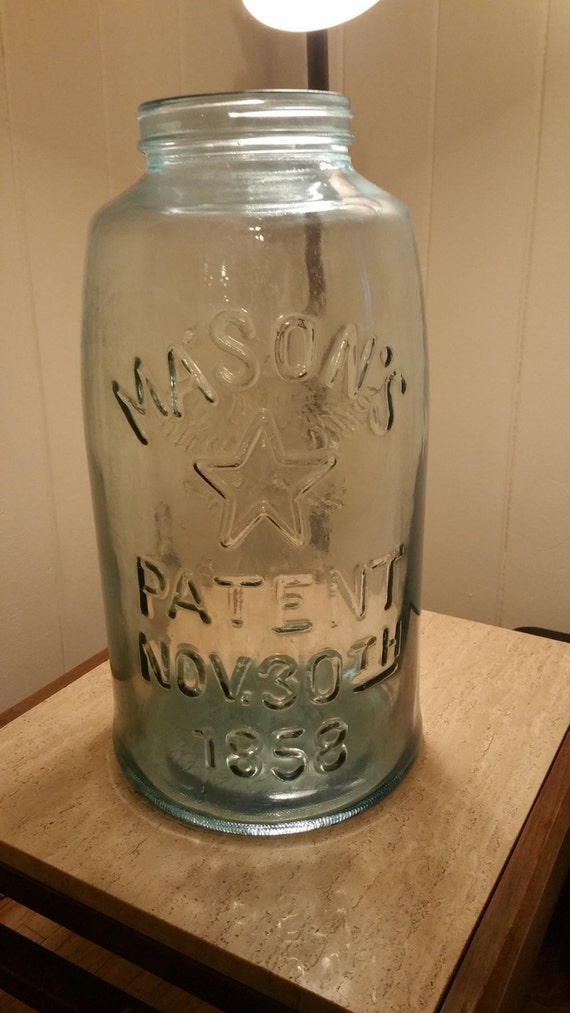 MASON'S
PATENT
NOV. 30TH
1858